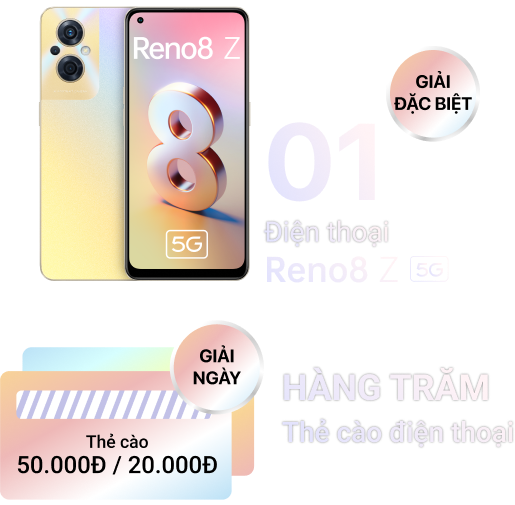 Reno8 Z
8
5G
GIẢI
ĐẶC BIỆT
01
Điện thoại
Reno8 Z 5G
GIẢI
NGÀY
Thẻ cào
50.000Đ / 20.000Đ
HÀNG TRĂM
Thẻ cào điện thoại